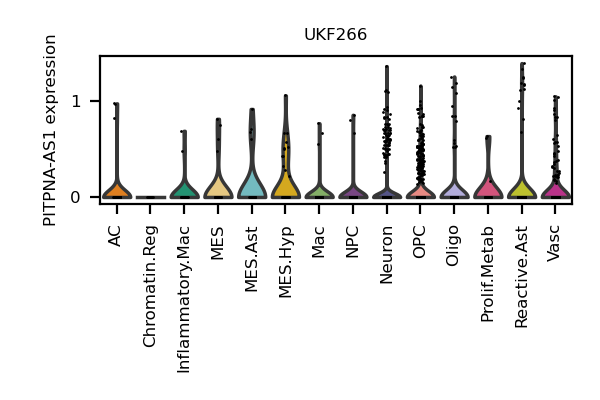 UKF266
PITPNA-AS1 expression
1
0
AC
Chromatin.Reg
Inflammatory.Mac
MES
MES.Ast
MES.Hyp
Mac
NPC
Neuron
OPC
Oligo
Prolif.Metab
Reactive.Ast
Vasc